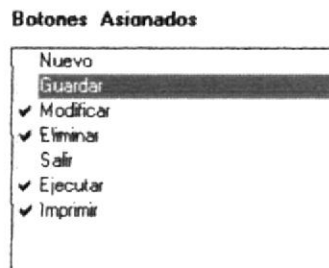 Botones Asignados
Nuevo
Guardar
✔ Modificar
✔ Eliminar
Salir
✔ Ejecutar
✔ Imprimir